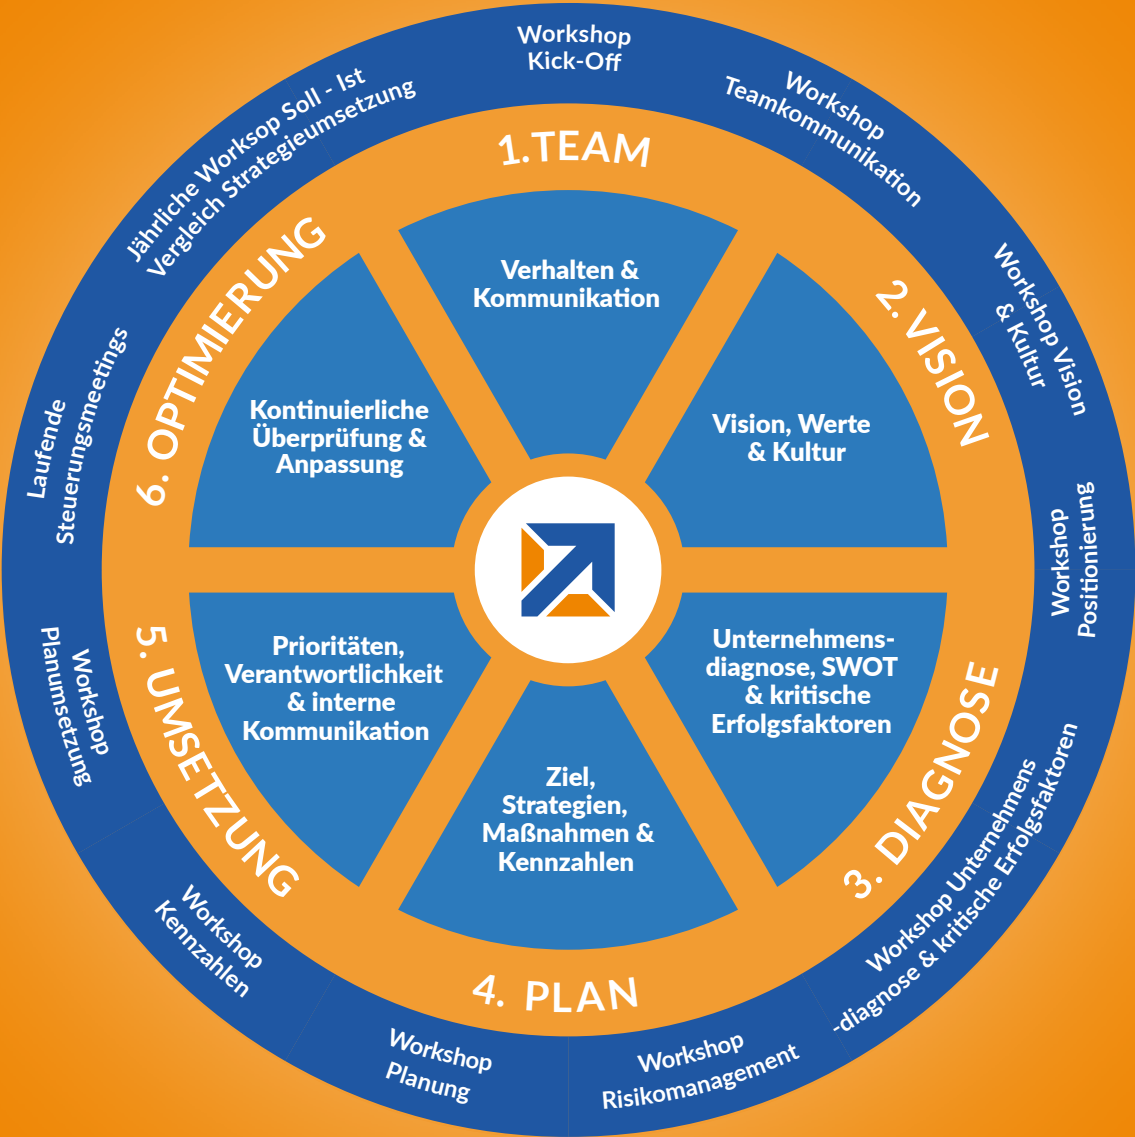 Workshop
Kick-Off
Workshop
Teamkommunikation
Workshop Vision
& Kultur
Workshop
Positionierung
Workshop Unternehmens
-diagnose & kritische Erfolgsfaktoren
Workshop
Risikomanagement
Workshop
Planung
Workshop
Kennzahlen
Workshop
Planumsetzung
Laufende
Steuerungsmeetings
Jährliche Worksop Soll - Ist
Vergleich Strategieumsetzung
1.TEAM
2. VISION
3. DIAGNOSE
4. PLAN
5. UMSETZUNG
6. OPTIMIERUNG
Verhalten &
Kommunikation
Vision, Werte
& Kultur
Unternehmens-
diagnose, SWOT
& kritische
Erfolgsfaktoren
Ziel,
Strategien,
Maßnahmen &
Kennzahlen
Prioritäten,
Verantwortlichkeit
& interne
Kommunikation
Kontinuierliche
Überprüfung &
Anpassung